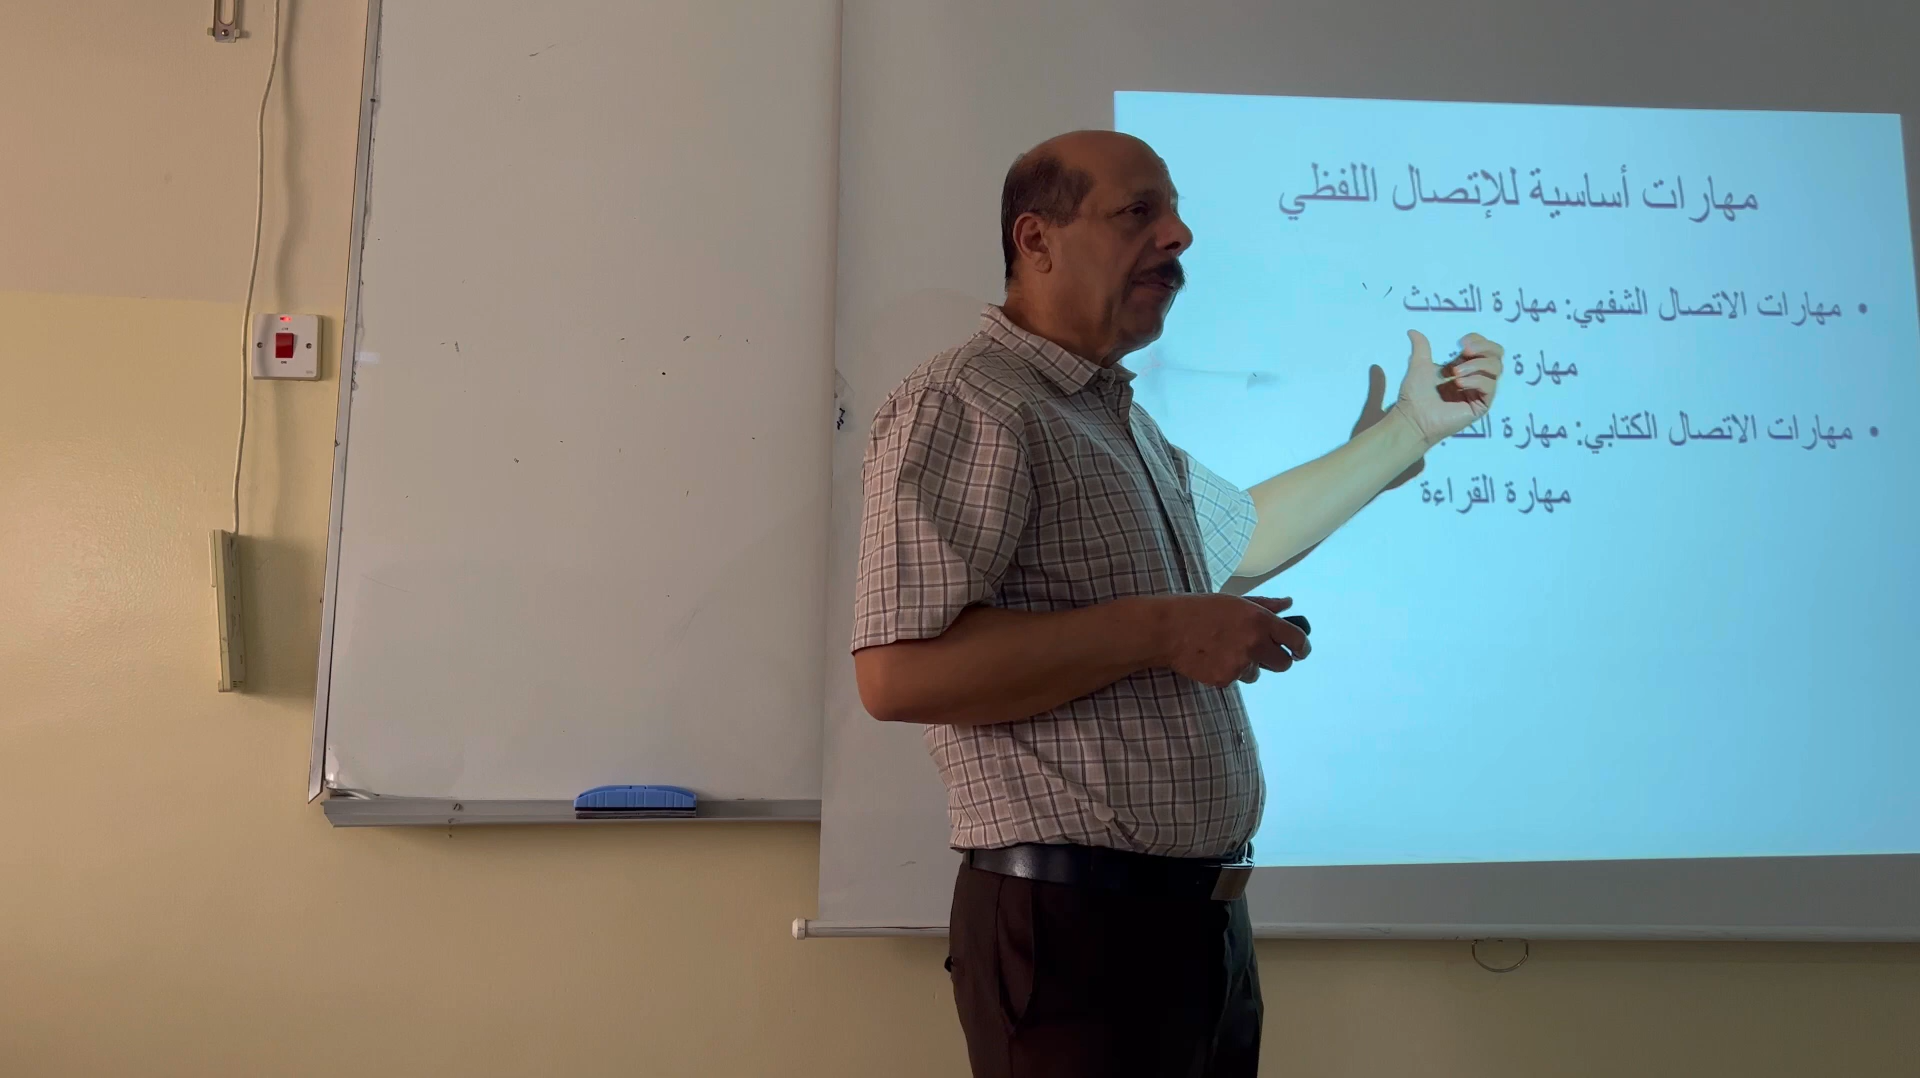 مهارات أساسية للإتصال اللفظي
• مهارات الاتصال الشفهي: مهارة التحدث
مهارة
• مهارات الاتصال الكتابي: مهارة
مهارة القراءة